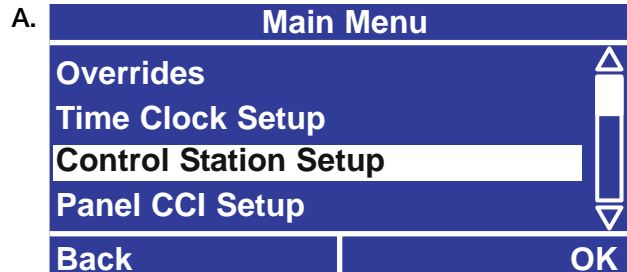 A. Main Menu
Overrides
Time Clock Setup
Control Station Setup
Panel CCI Setup
Back OK